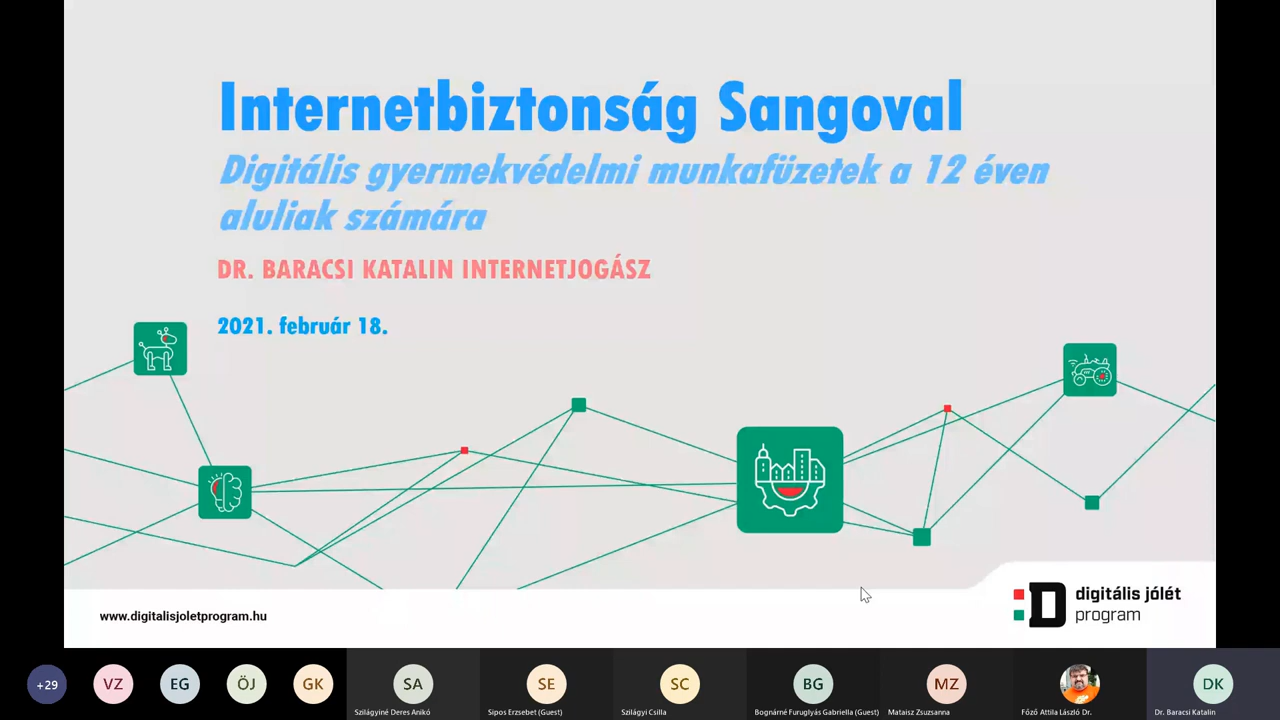 Internetbiztonság Sangoval
Digitális gyermekvédelmi munkafüzetek a 12 éven
aluliak számára
DR. BARACSI KATALIN INTERNETJOGÁSZ
2021. február 18.
www.digitalisjoletprogram.hu
D digitális jólét
program
+29 VZ EG ÖJ GK SA SE SC BG MZ DK
Szilágyiné Deres Anikó Sipos Erzsebet (Guest) Szilágyi Csilla Bognárné Furuglyás Gabriella (Guest) Mataisz Zsuzsanna Főző Attila László Dr. Dr. Baracsi Katalin